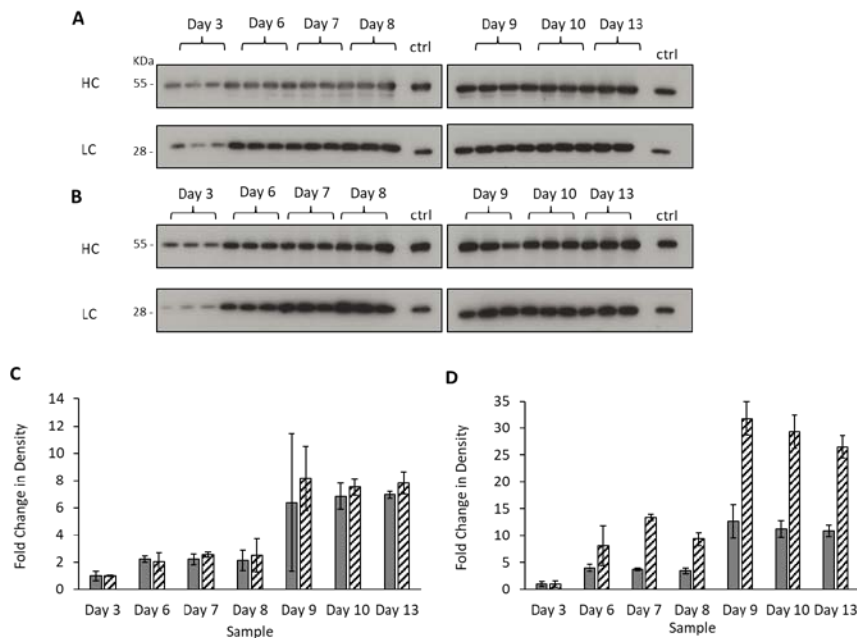 A
Day 3 Day 6 Day 7 Day 8 ctrl Day 9 Day 10 Day 13 ctrl
KDa
HC 55 -
LC 28 -
B
Day 3 Day 6 Day 7 Day 8 ctrl Day 9 Day 10 Day 13 ctrl
HC 55 -
LC 28 -
C
Fold Change in Density
14
12
10
8
6
4
2
0
Day 3 Day 6 Day 7 Day 8 Day 9 Day 10 Day 13
Sample
D
Fold Change in Density
35
30
25
20
15
10
5
0
Day 3 Day 6 Day 7 Day 8 Day 9 Day 10 Day 13
Sample